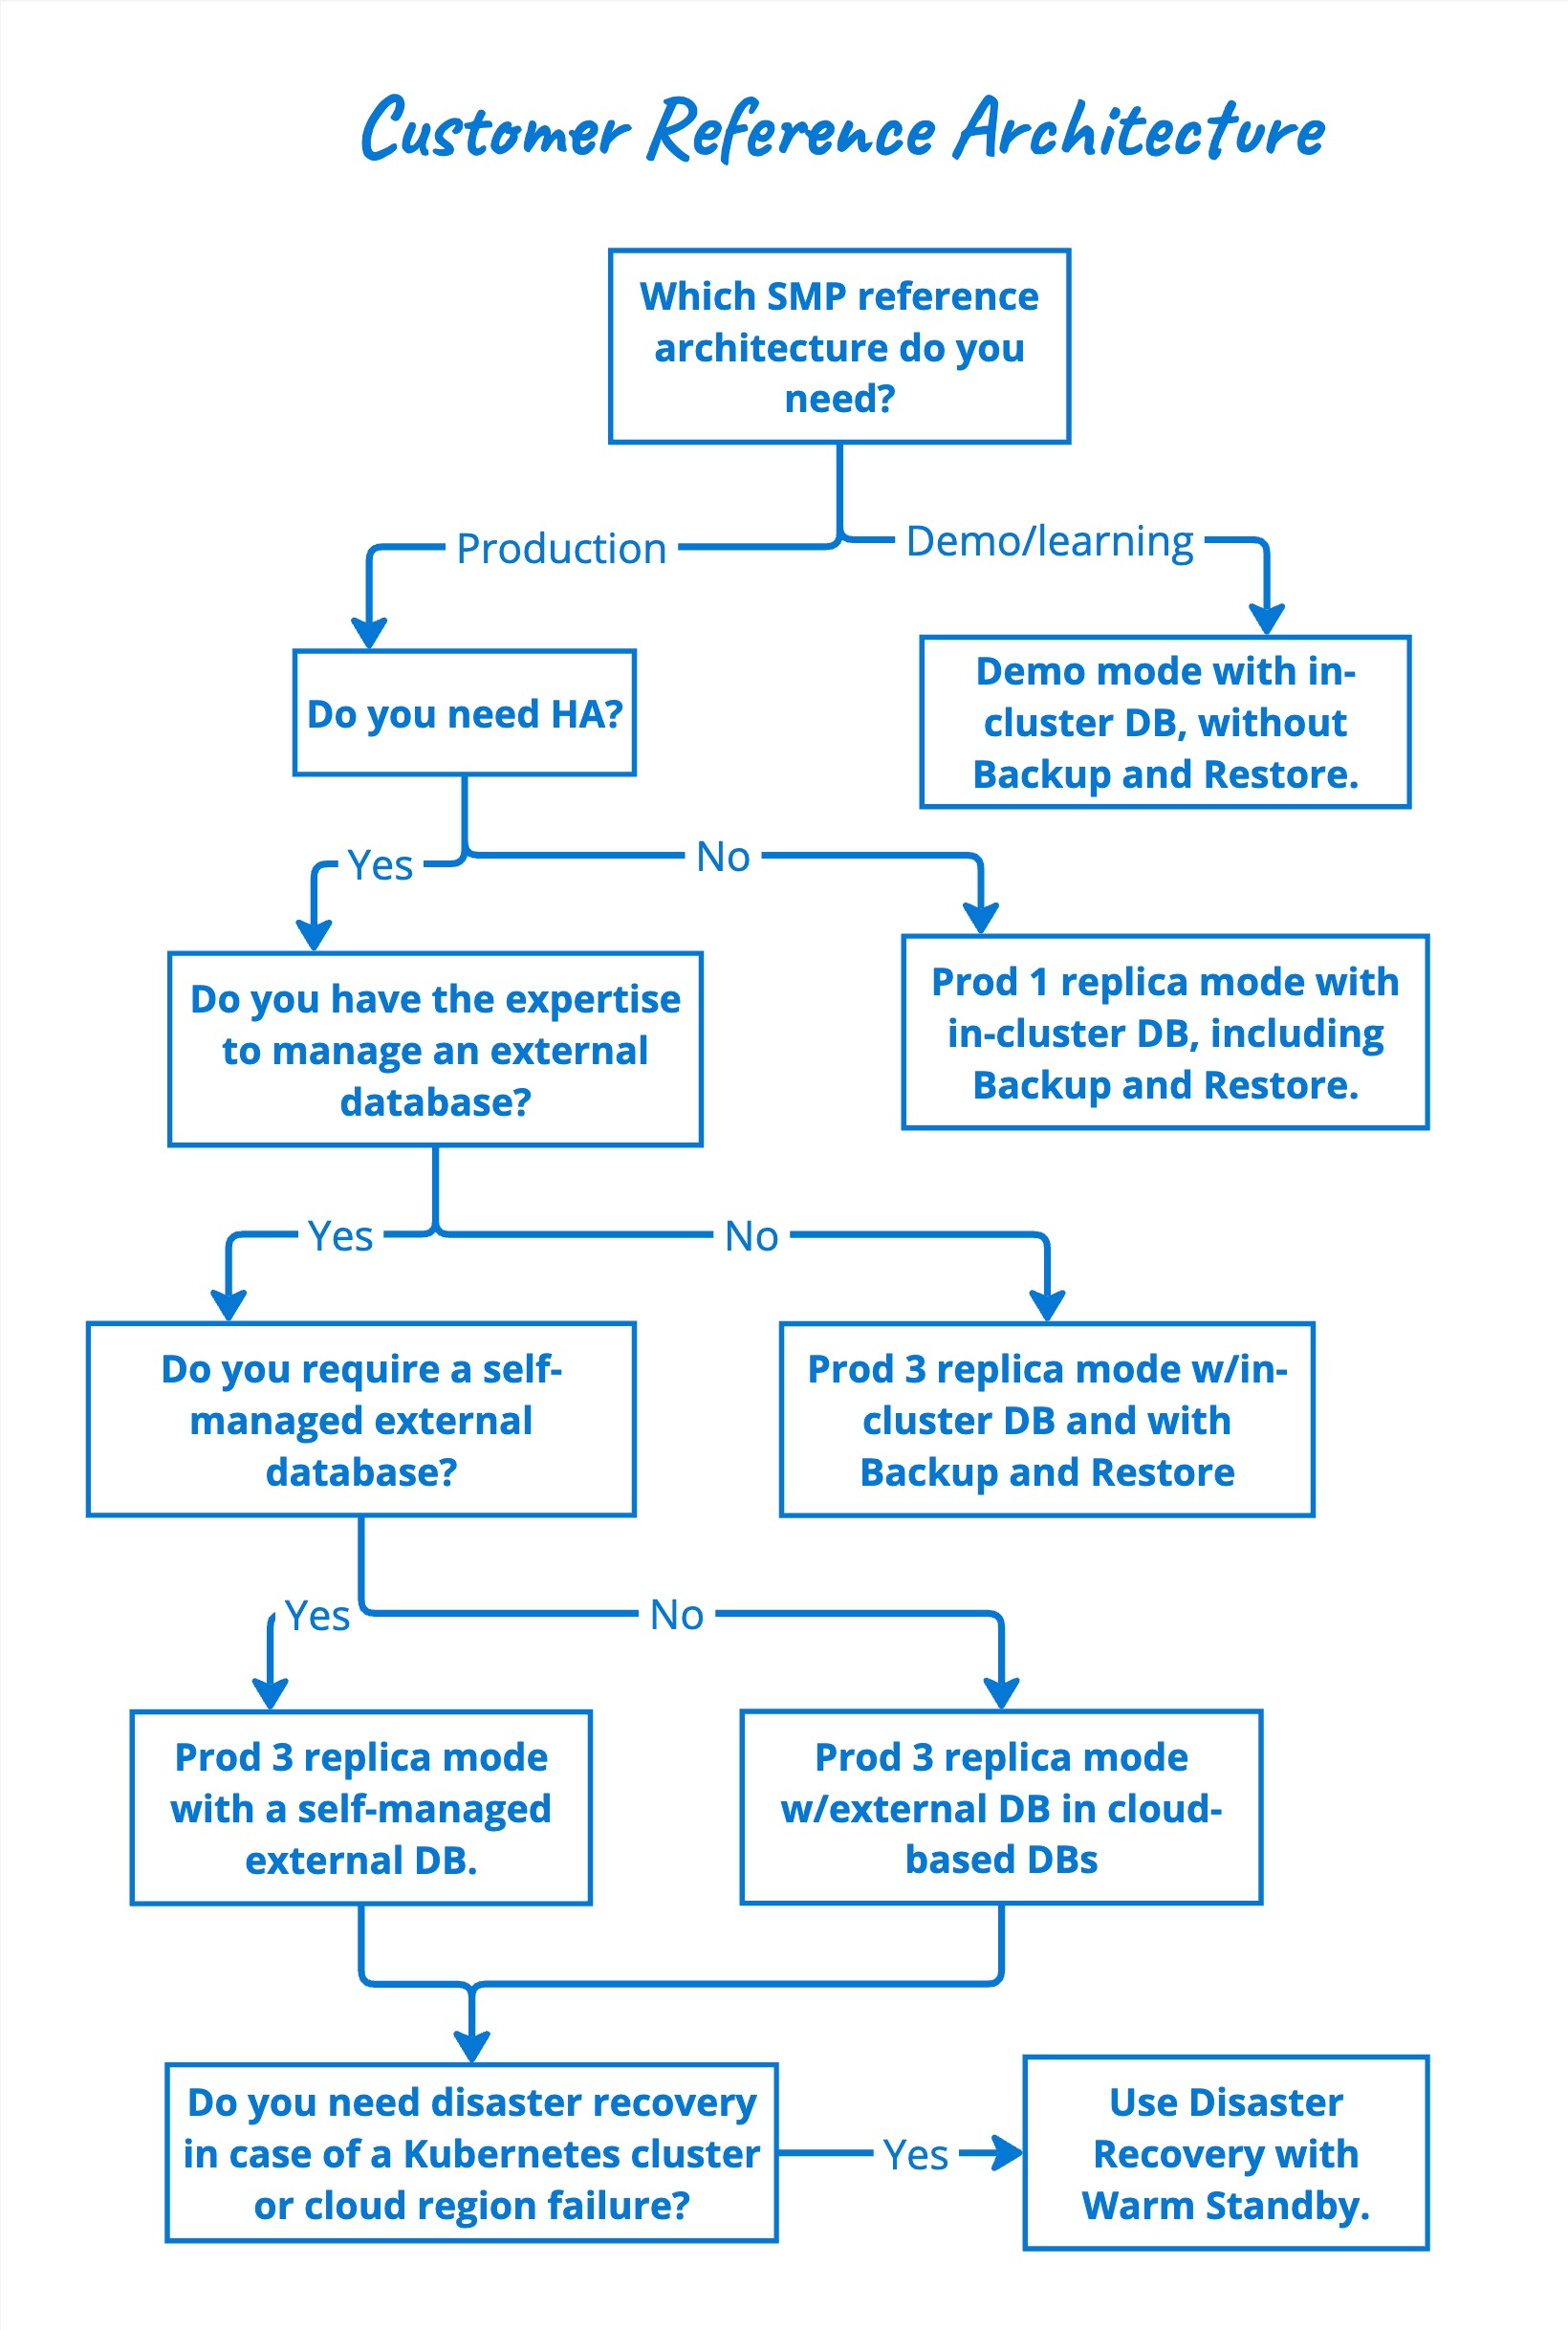 Customer Reference Architecture
Which SMP reference
architecture do you
need?
Production
Demo/learning
Do you need HA?
Demo mode with in-
cluster DB, without
Backup and Restore.
Yes
No
Do you have the expertise
to manage an external
database?
Prod 1 replica mode with
in-cluster DB, including
Backup and Restore.
Yes
No
Do you require a self-
managed external
database?
Prod 3 replica mode w/in-
cluster DB and with
Backup and Restore
Yes
No
Prod 3 replica mode
with a self-managed
external DB.
Prod 3 replica mode
w/external DB in cloud-
based DBs
Do you need disaster recovery
in case of a Kubernetes cluster
or cloud region failure?
Yes
Use Disaster
Recovery with
Warm Standby.